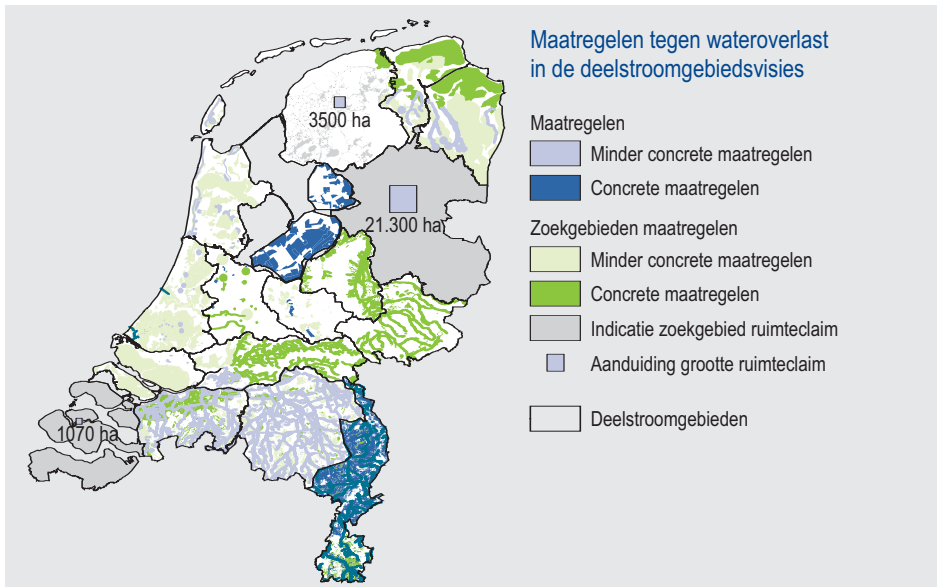 Maatregelen tegen wateroverlast
in de deelstroomgebiedsvisies
Maatregelen
Minder concrete maatregelen
Concrete maatregelen
Zoekgebieden maatregelen
Minder concrete maatregelen
Concrete maatregelen
Indicatie zoekgebied ruimteclaim
Aanduiding grootte ruimteclaim
Deelstroomgebieden
3500 ha
21.300 ha
1070 ha